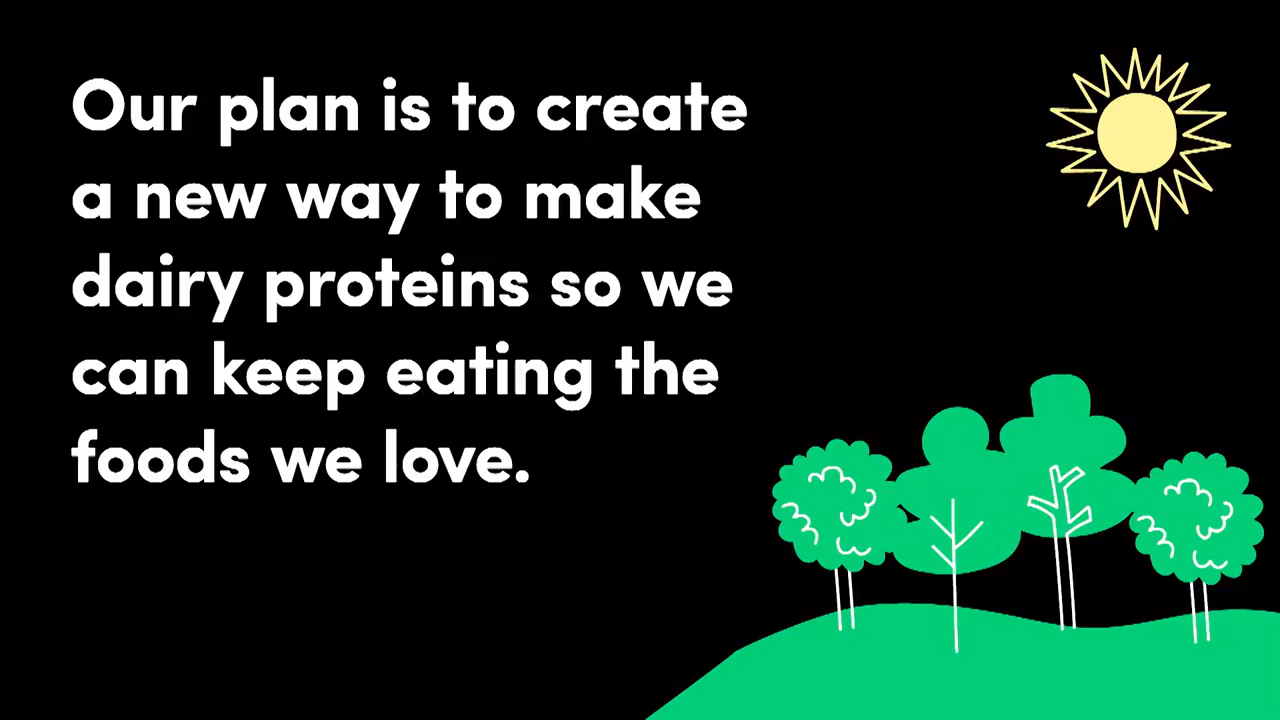 Our plan is to create
a new way to make
dairy proteins so we
can keep eating the
foods we love.